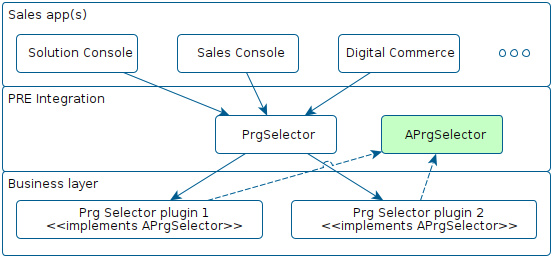 Sales app(s)
Solution Console
Sales Console
Digital Commerce
PRE Integration
PrgSelector
APrgSelector
Business layer
Prg Selector plugin 1
<<implements APrgSelector>>
Prg Selector plugin 2
<<implements APrgSelector>>